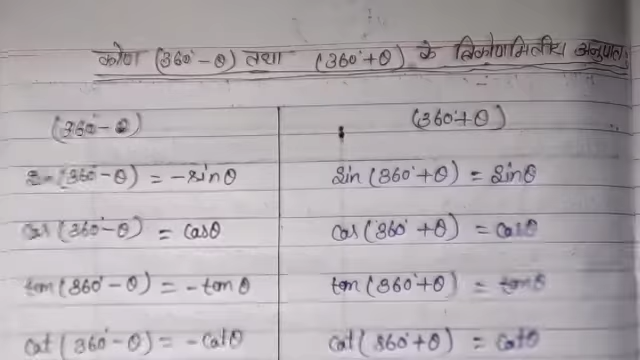 कोण (360° - θ) तथा (360° + θ) के त्रिकोणमितीय अनुपात
(360° - θ) (360° + θ)
sin (360° - θ) = - sin θ sin (360° + θ) = sin θ
cos (360° - θ) = cos θ cos (360° + θ) = cos θ
tan (360° - θ) = - tan θ tan (360° + θ) = tan θ
cot (360° - θ) = - cot θ cot (360° + θ) = cot θ